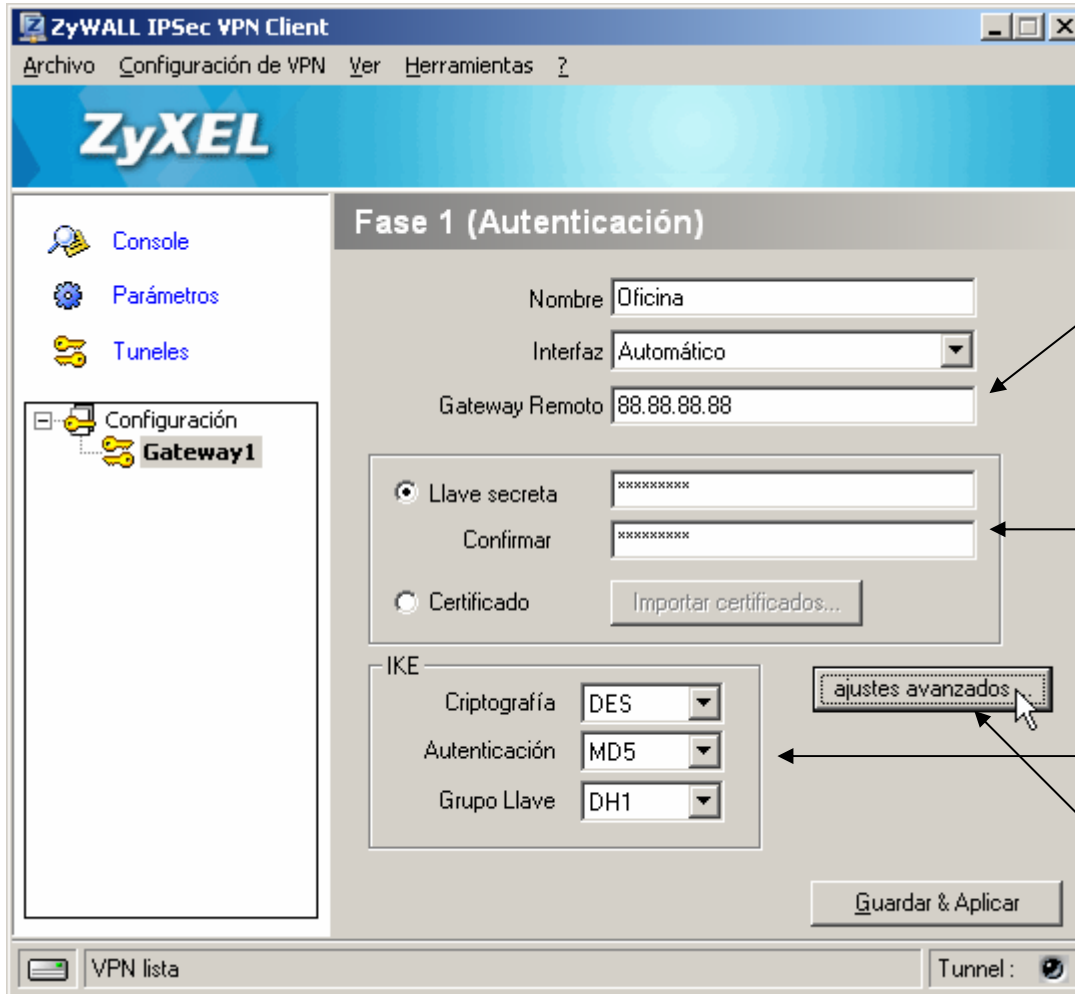 ZyWALL IPSec VPN Client
Archivo Configuración de VPN Ver Herramientas ?
ZyXEL
Console
Parámetros
Tuneles
Configuración
Gateway1
Fase 1 (Autenticación)
Nombre Oficina
Interfaz Automático
Gateway Remoto 88.88.88.88
Llave secreta *********
Confirmar *********
Certificado Importar certificados...
IKE
Criptografía DES
Autenticación MD5
Grupo Llave DH1
ajustes avanzados ...
Guardar & Aplicar
VPN lista Tunnel :